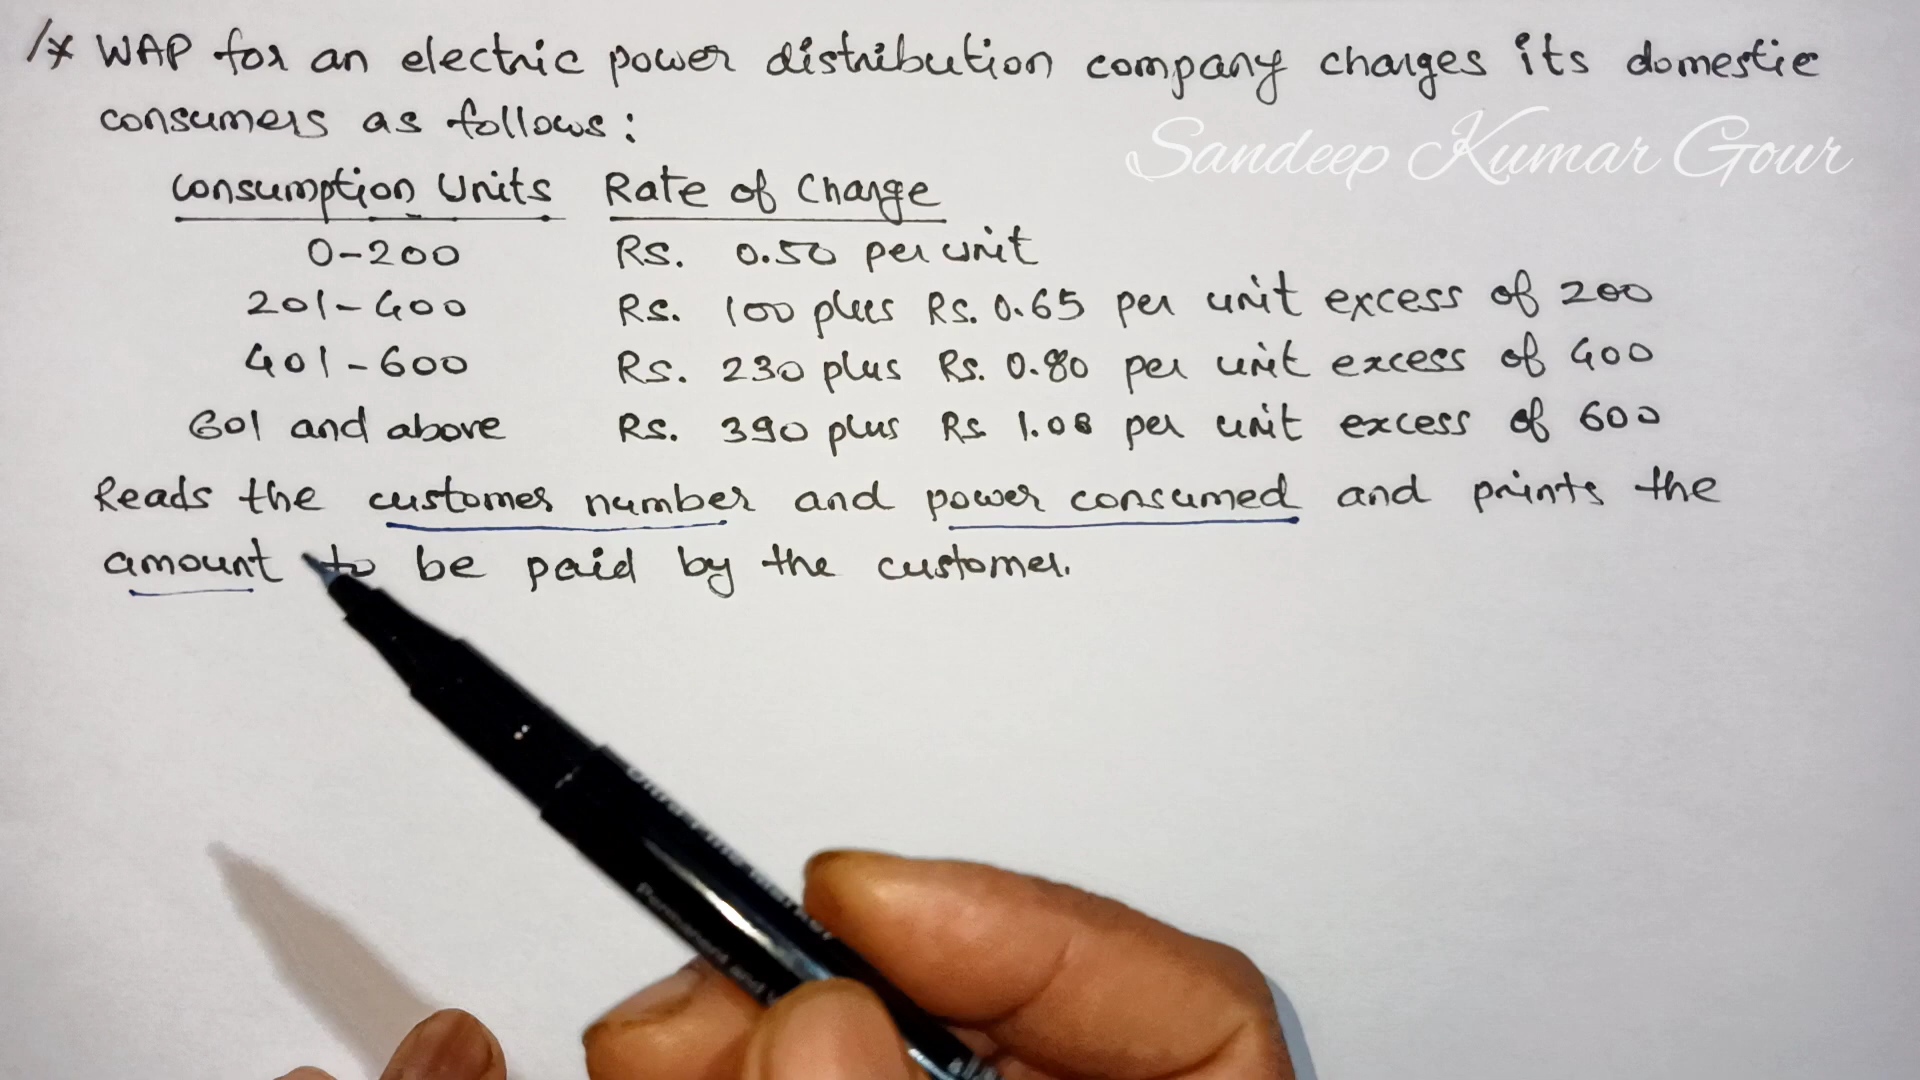 /* WAP for an electric power distribution company charges its domestic
consumers as follows:
Sandeep Kumar Gour
Consumption Units Rate of Charge
0-200 Rs. 0.50 per unit
201-400 Rs. 100 plus Rs. 0.65 per unit excess of 200
401-600 Rs. 230 plus Rs. 0.80 per unit excess of 400
601 and above Rs. 390 plus Rs 1.00 per unit excess of 600
Reads the customer number and power consumed and prints the
amount to be paid by the customer.